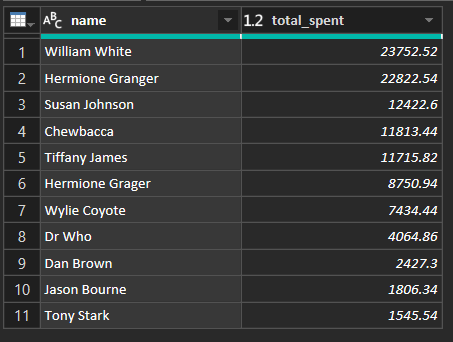 ABC name 1.2 total_spent
1 William White 23752.52
2 Hermione Granger 22822.54
3 Susan Johnson 12422.6
4 Chewbacca 11813.44
5 Tiffany James 11715.82
6 Hermione Grager 8750.94
7 Wylie Coyote 7434.44
8 Dr Who 4064.86
9 Dan Brown 2427.3
10 Jason Bourne 1806.34
11 Tony Stark 1545.54